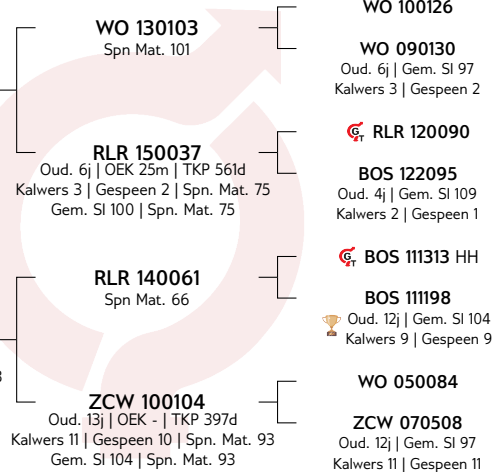 WO 130103
Spn Mat. 101
RLR 150037
Oud. 6j | OEK 25m | TKP 561d
Kalwers 3 | Gespeen 2 | Spn. Mat. 75
Gem. SI 100 | Spn. Mat. 75
RLR 140061
Spn Mat. 66
ZCW 100104
Oud. 13j | OEK - | TKP 397d
Kalwers 11 | Gespeen 10 | Spn. Mat. 93
Gem. SI 104 | Spn. Mat. 93
WO 100126
WO 090130
Oud. 6j | Gem. SI 97
Kalwers 3 | Gespeen 2
GT RLR 120090
BOS 122095
Oud. 4j | Gem. SI 109
Kalwers 2 | Gespeen 1
GT BOS 111313 HH
BOS 111198
Oud. 12j | Gem. SI 104
Kalwers 9 | Gespeen 9
WO 050084
ZCW 070508
Oud. 12j | Gem. SI 97
Kalwers 11 | Gespeen 11